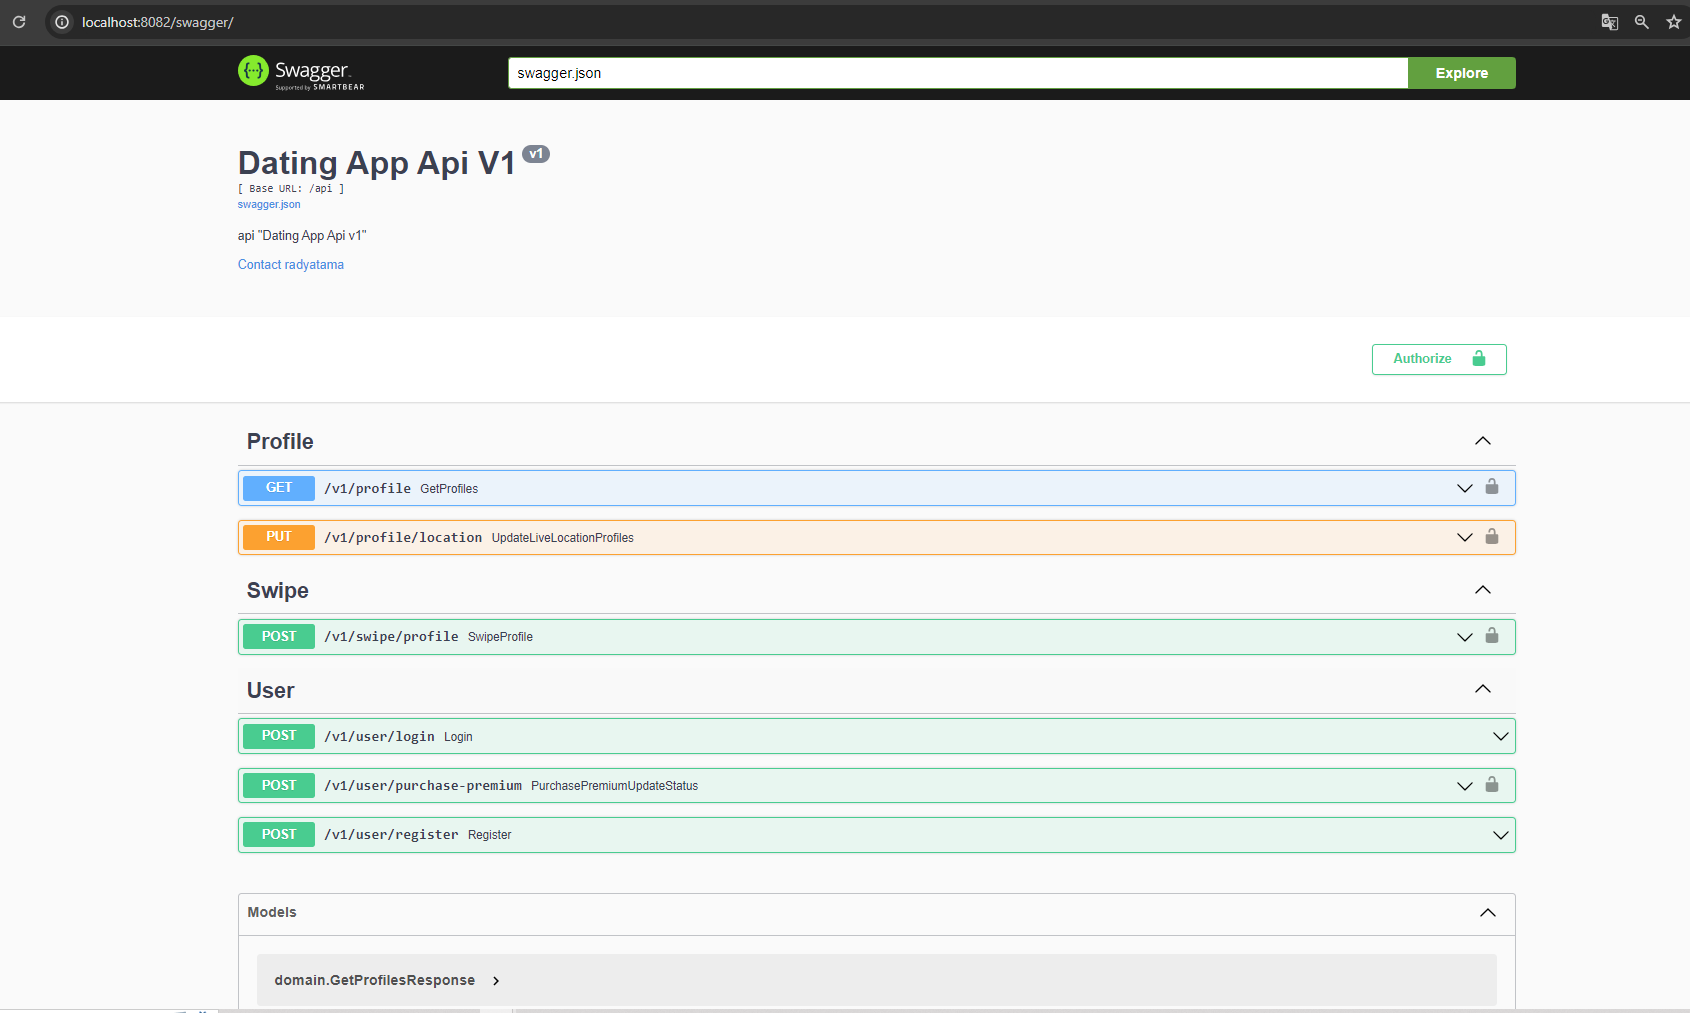 localhost:8082/swagger/
Swagger
Supported by SMARTBEAR
swagger.json
Explore
Dating App Api V1 v1
[ Base URL: /api ]
swagger.json
api "Dating App Api v1"
Contact radyatama
Authorize
Profile
GET /v1/profile GetProfiles
PUT /v1/profile/location UpdateLiveLocationProfiles
Swipe
POST /v1/swipe/profile SwipeProfile
User
POST /v1/user/login Login
POST /v1/user/purchase-premium PurchasePremiumUpdateStatus
POST /v1/user/register Register
Models
domain.GetProfilesResponse